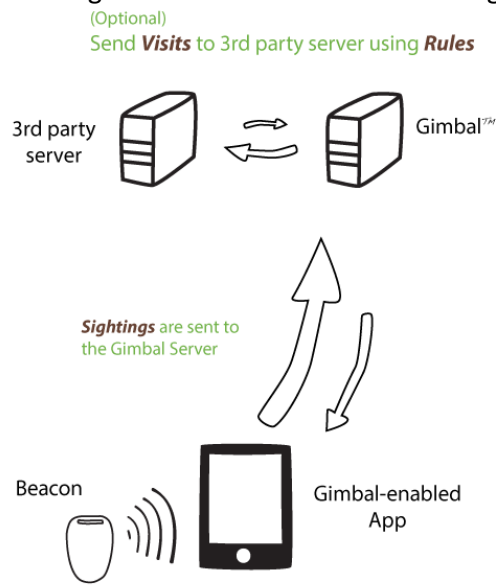 (Optional)
Send Visits to 3rd party server using Rules
3rd party
server
Gimbal™
Sightings are sent to
the Gimbal Server
Beacon
Gimbal-enabled
App